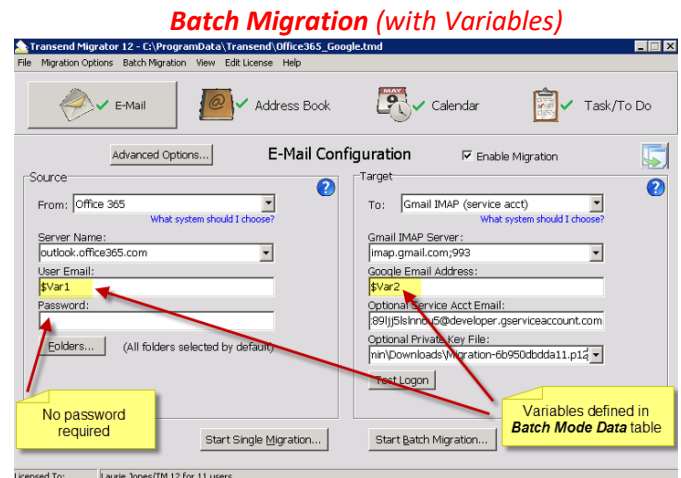 Batch Migration (with Variables)
Transend Migrator 12 - C:\ProgramData\Transend\Office365_Google.tmd
File Migration Options Batch Migration View Edit License Help
E-Mail
Address Book
MAY
Calendar
Task/To Do
Advanced Options...
E-Mail Configuration
Enable Migration
Source
From: Office 365
What system should I choose?
Server Name:
outlook.office365.com
User Email:
$Var1
Password:
Folders... (All folders selected by default)
Target
To: Gmail IMAP (service acct)
What system should I choose?
Gmail IMAP Server:
imap.gmail.com;993
Google Email Address:
$Var2
Optional Service Acct Email:
@developer.gserviceaccount.com
Optional Private Key File:
min\Downloads\Migration-6b950dbdda11.p12
Test Logon
No password
required
Variables defined in
Batch Mode Data table
Start Single Migration...
Start Batch Migration...
Licensed To: Laurie Jones/TM 12 for 11 users